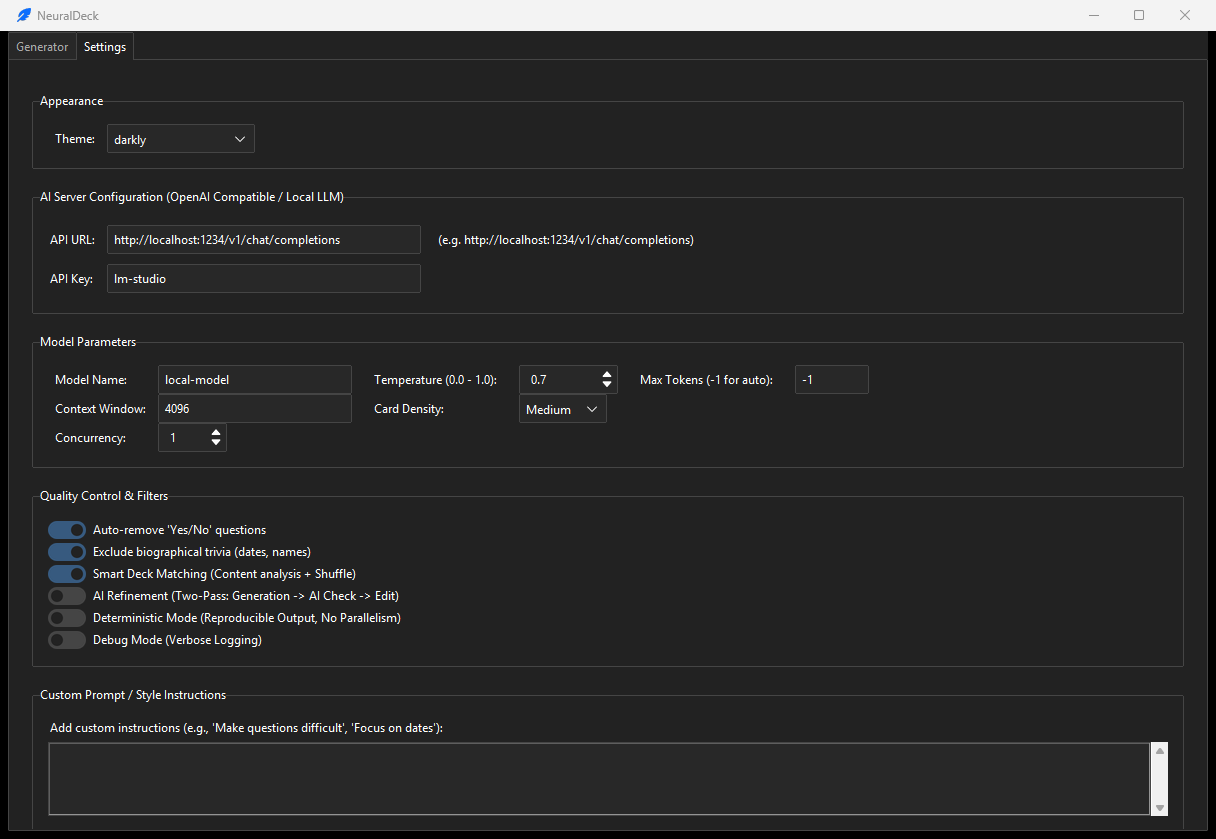 NeuralDeck
Generator Settings
Appearance
Theme: darkly
AI Server Configuration (OpenAI Compatible / Local LLM)
API URL: http://localhost:1234/v1/chat/completions (e.g. http://localhost:1234/v1/chat/completions)
API Key: lm-studio
Model Parameters
Model Name: local-model Temperature (0.0 - 1.0): 0.7 Max Tokens (-1 for auto): -1
Context Window: 4096 Card Density: Medium
Concurrency: 1
Quality Control & Filters
Auto-remove 'Yes/No' questions
Exclude biographical trivia (dates, names)
Smart Deck Matching (Content analysis + Shuffle)
AI Refinement (Two-Pass: Generation -> AI Check -> Edit)
Deterministic Mode (Reproducible Output, No Parallelism)
Debug Mode (Verbose Logging)
Custom Prompt / Style Instructions
Add custom instructions (e.g., 'Make questions difficult', 'Focus on dates'):